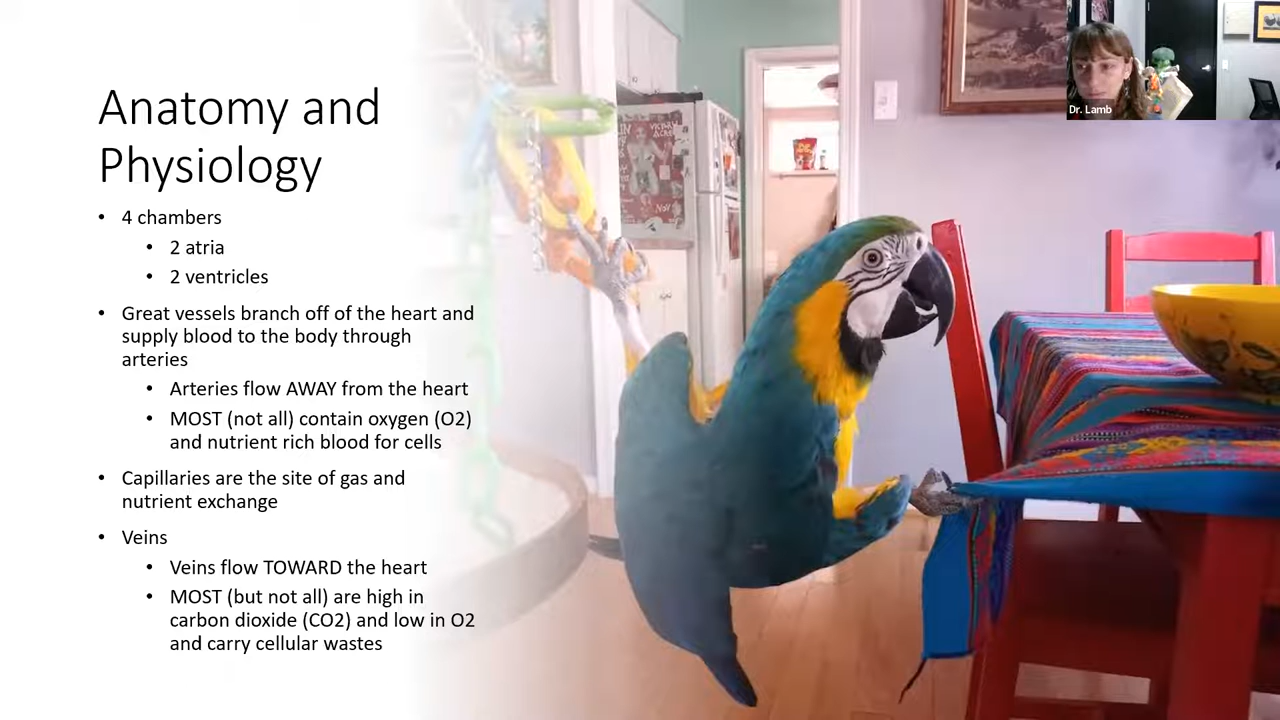 Anatomy and
Physiology
• 4 chambers
• 2 atria
• 2 ventricles
• Great vessels branch off of the heart and
supply blood to the body through
arteries
• Arteries flow AWAY from the heart
• MOST (not all) contain oxygen (O2)
and nutrient rich blood for cells
• Capillaries are the site of gas and
nutrient exchange
• Veins
• Veins flow TOWARD the heart
• MOST (but not all) are high in
carbon dioxide (CO2) and low in O2
and carry cellular wastes
Dr. Lamb